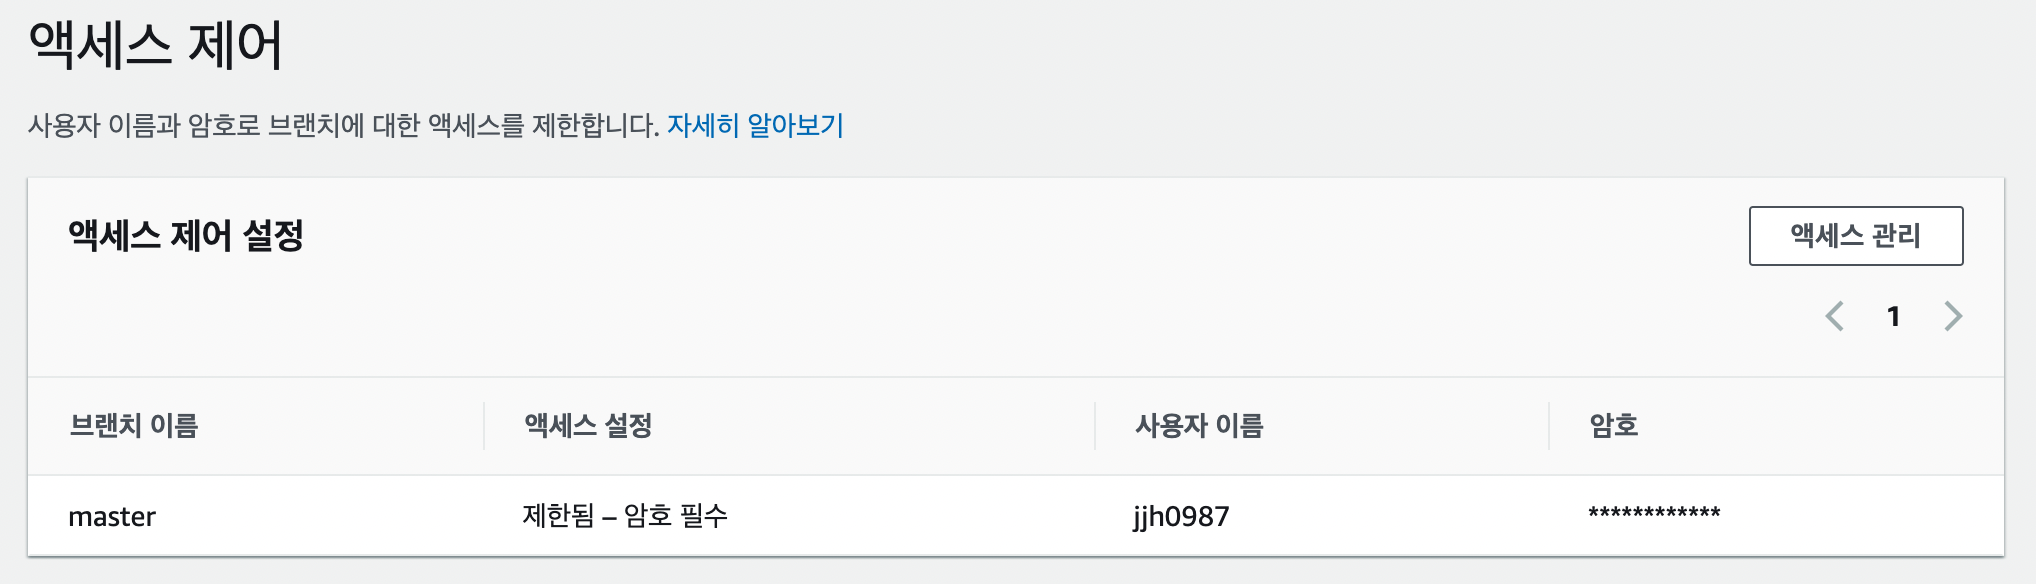 액세스 제어
사용자 이름과 암호로 브랜치에 대한 액세스를 제한합니다. 자세히 알아보기
액세스 제어 설정
액세스 관리
1
브랜치 이름 액세스 설정 사용자 이름 암호
master 제한됨 – 암호 필수 jjh0987 ************